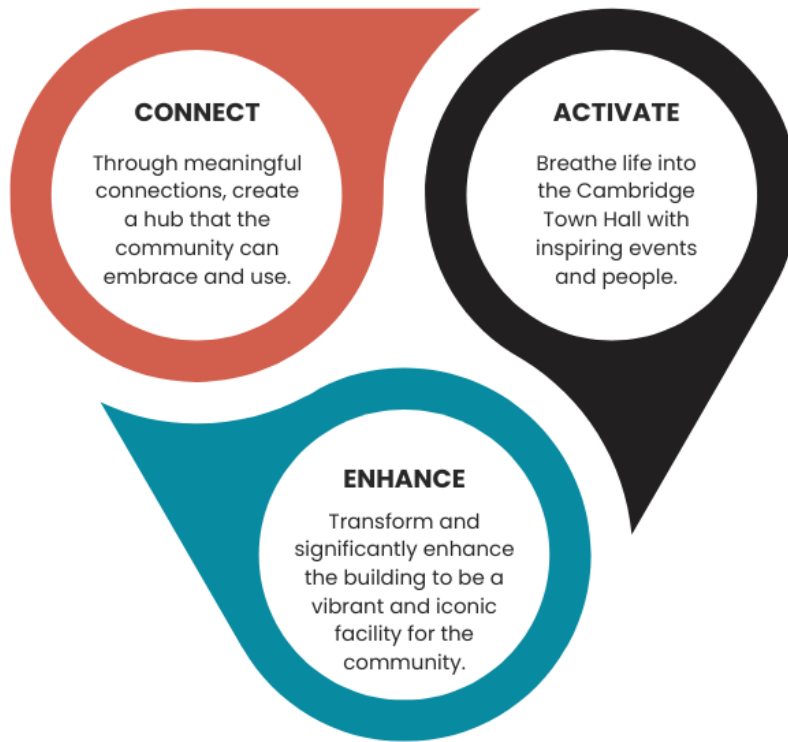 CONNECT
Through meaningful
connections, create
a hub that the
community can
embrace and use.
ACTIVATE
Breathe life into
the Cambridge
Town Hall with
inspiring events
and people.
ENHANCE
Transform and
significantly enhance
the building to be a
vibrant and iconic
facility for the
community.